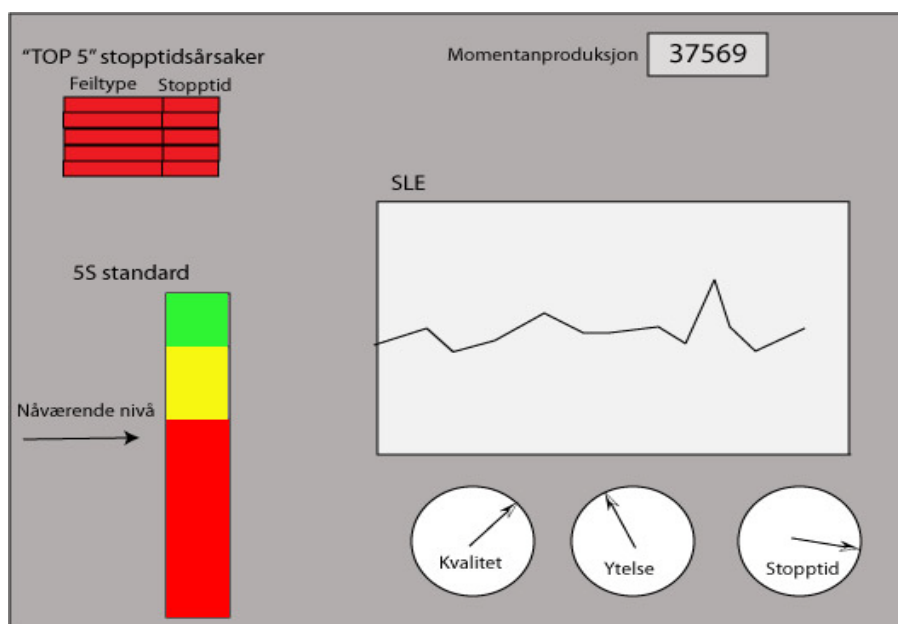 "TOP 5" stopptidsårsaker
Feiltype Stopptid
Momentanproduksjon 37569
SLE
5S standard
Nåværende nivå
Kvalitet
Ytelse
Stopptid